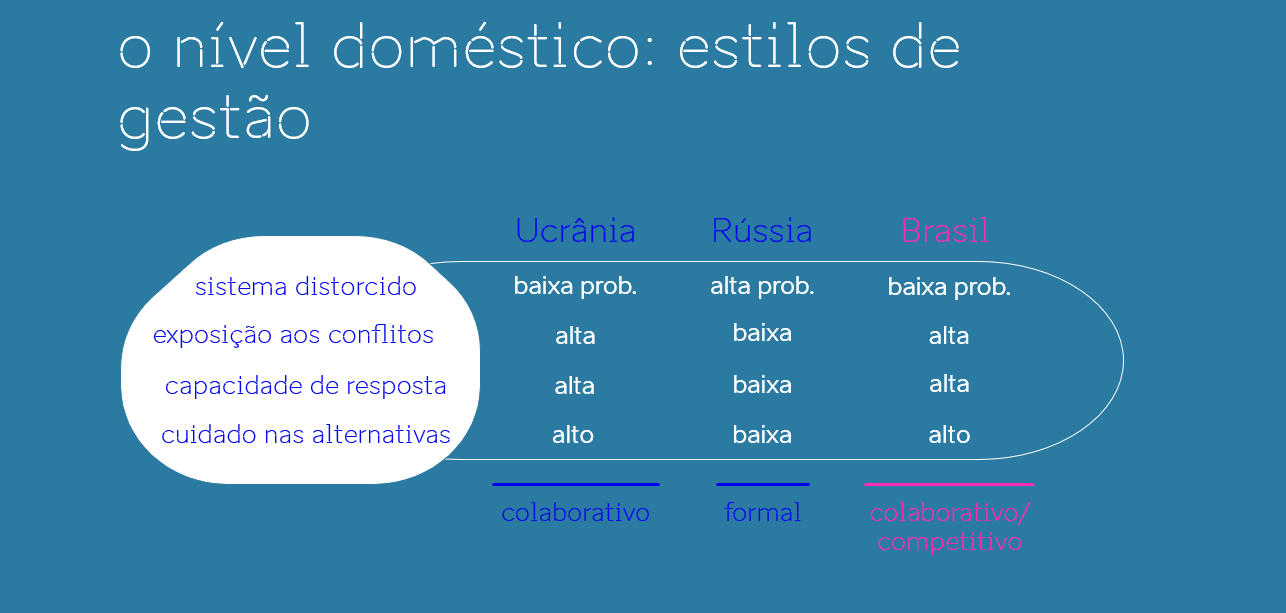 o nível doméstico: estilos de
gestão
Ucrânia Rússia Brasil
sistema distorcido baixa prob. alta prob. baixa prob.
exposição aos conflitos alta baixa alta
capacidade de resposta alta baixa alta
cuidado nas alternativas alto baixa alto
colaborativo formal colaborativo/
competitivo